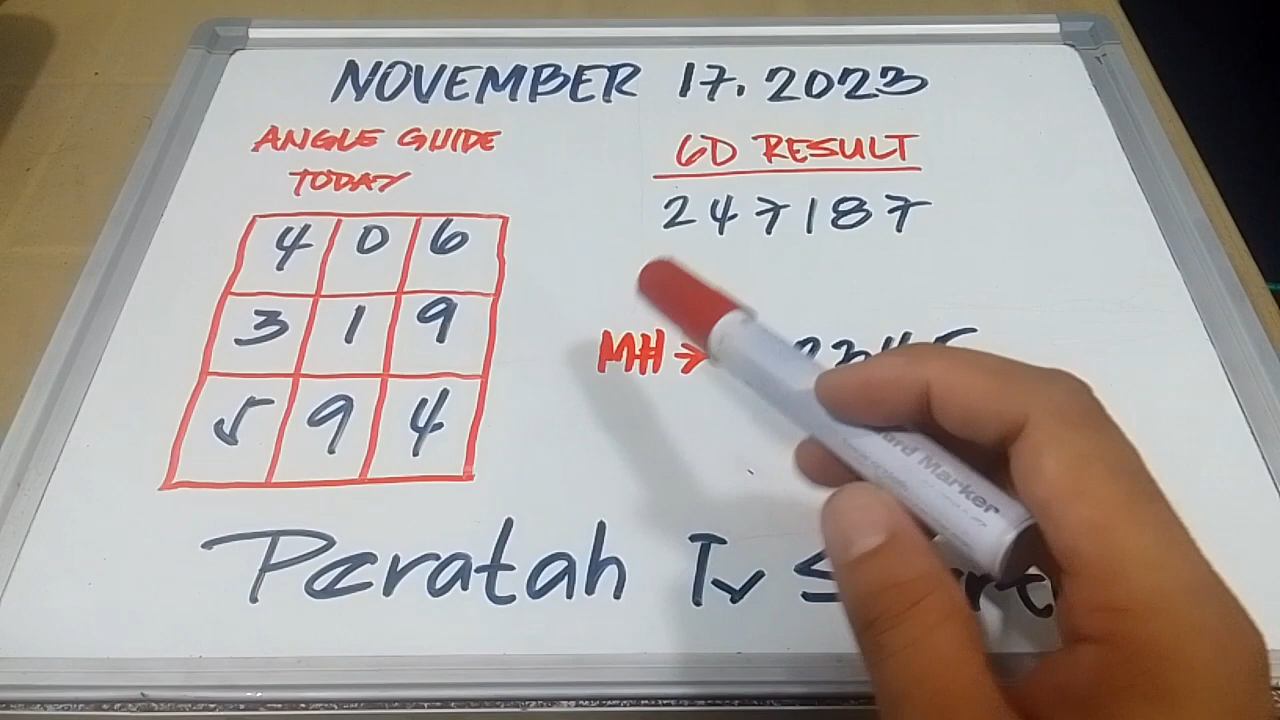 NOVEMBER 17.2023
ANGLE GUIDE
TODAY
4 0 6
3 1 9
5 9 4
6D RESULT
247187
MH →
Peratah Tv